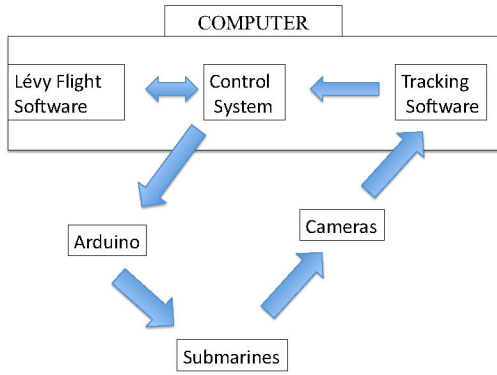 COMPUTER
Lévy Flight
Software
Control
System
Tracking
Software
Arduino
Cameras
Submarines